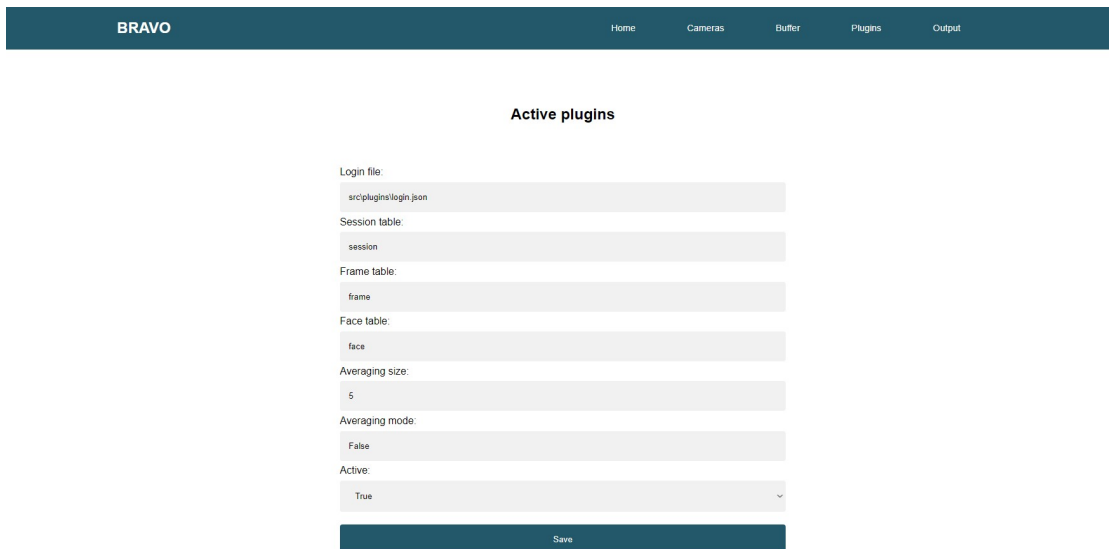 BRAVO Home Cameras Buffer Plugins Output
Active plugins
Login file:
src\plugins\login.json
Session table:
session
Frame table:
frame
Face table:
face
Averaging size:
5
Averaging mode:
False
Active:
True
Save